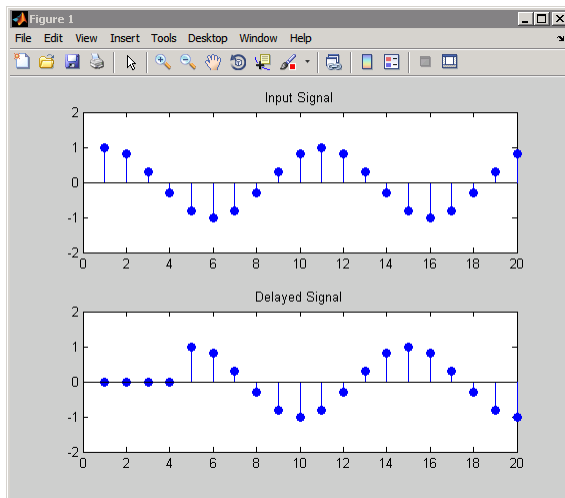 Figure 1
File Edit View Insert Tools Desktop Window Help
Input Signal
2
1
0
-1
-2
0 2 4 6 8 10 12 14 16 18 20
Delayed Signal
2
1
0
-1
-2
0 2 4 6 8 10 12 14 16 18 20